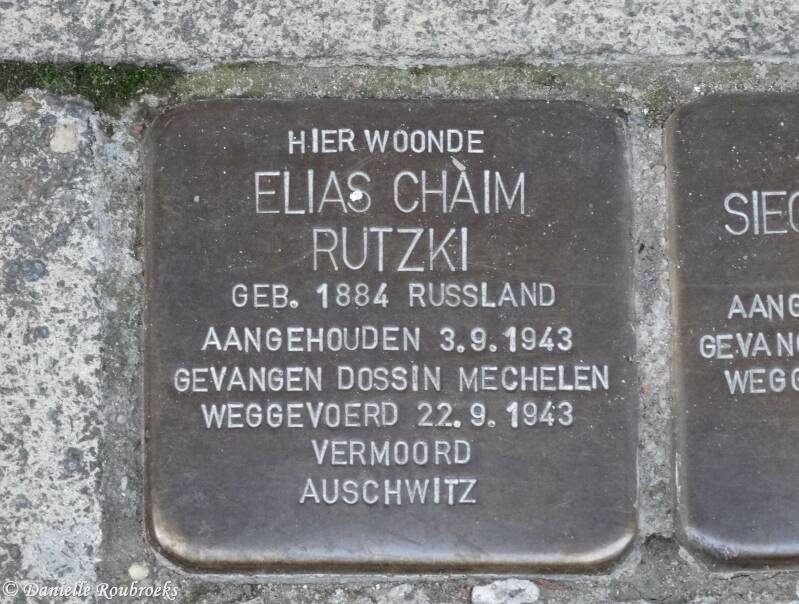 HIER WOONDE
ELIAS CHÀIM
RUTZKI
GEB. 1884 RUSSLAND
AANGEHOUDEN 3.9.1943
GEVANGEN DOSSIN MECHELEN
WEGGEVOERD 22.9.1943
VERMOORD
AUSCHWITZ
© Danielle Roubroeks